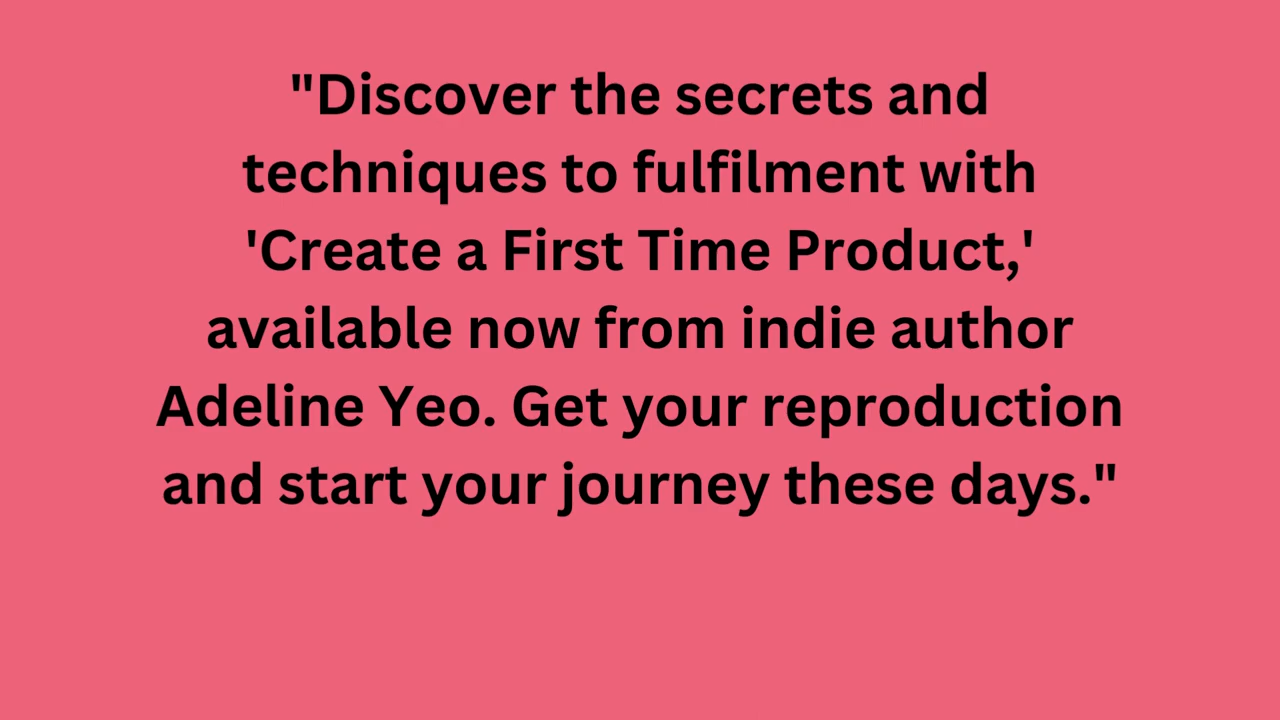 "Discover the secrets and
techniques to fulfilment with
'Create a First Time Product,'
available now from indie author
Adeline Yeo. Get your reproduction
and start your journey these days."